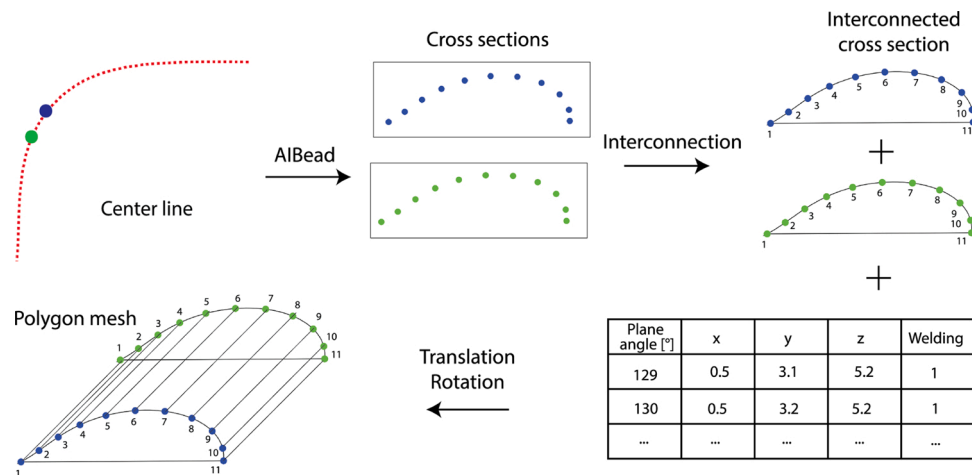 Cross sections
Interconnected
cross section
1 2 3 4 5 6 7 8 9 10 11
AIBead
Interconnection
Center line
1 2 3 4 5 6 7 8 9 10 11
Polygon mesh
1 2 3 4 5 6 7 8 9 10 11
1 2 3 4 5 6 7 8 9 10 11
Translation
Rotation
Plane
angle [°] x y z Welding
129 0.5 3.1 5.2 1
130 0.5 3.2 5.2 1
... ... ... ... ...